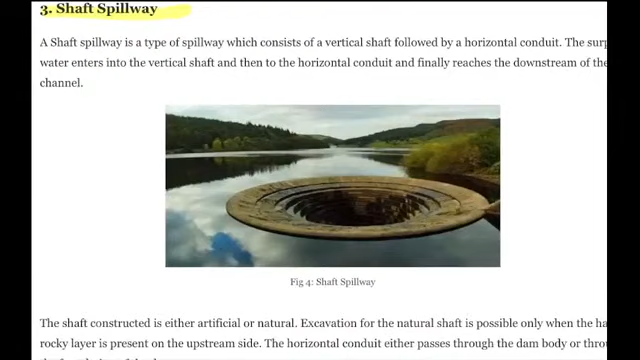 3. Shaft Spillway
A Shaft spillway is a type of spillway which consists of a vertical shaft followed by a horizontal conduit. The
water enters into the vertical shaft and then to the horizontal conduit and finally reaches the downstream of the
channel.
Fig 4: Shaft Spillway
The shaft constructed is either artificial or natural. Excavation for the natural shaft is possible only when the
rocky layer is present on the upstream side. The horizontal conduit either passes through the dam body or